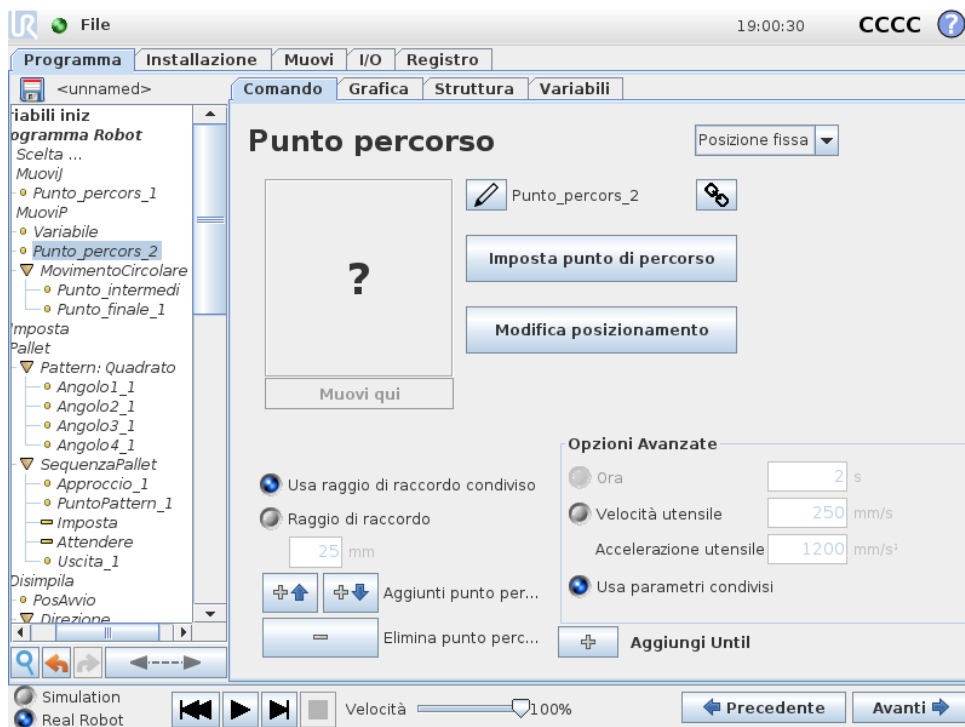 UR File 19:00:30 CCCC ?
Programma Installazione Muovi I/O Registro
<unnamed>
Comando Grafica Struttura Variabili
riabili iniz
ogramma Robot
Scelta ...
MuoviJ
Punto_percors_1
MuoviP
Variabile
Punto_percors_2
MovimentoCircolare
Punto_intermedi
Punto_finale_1
Imposta
Pallet
Pattern: Quadrato
Angolo1_1
Angolo2_1
Angolo3_1
Angolo4_1
SequenzaPallet
Approccio_1
PuntoPattern_1
Imposta
Attendere
Uscita_1
Disimpila
PosAvvio
Direzione
Punto percorso
Posizione fissa
Punto_percors_2
?
Imposta punto di percorso
Modifica posizionamento
Muovi qui
Usa raggio di raccordo condiviso
Raggio di raccordo
25 mm
Aggiunti punto per...
Elimina punto perc...
Opzioni Avanzate
Ora 2 s
Velocità utensile 250 mm/s
Accelerazione utensile 1200 mm/s²
Usa parametri condivisi
Aggiungi Until
Simulation
Real Robot
Velocità 100%
Precedente
Avanti